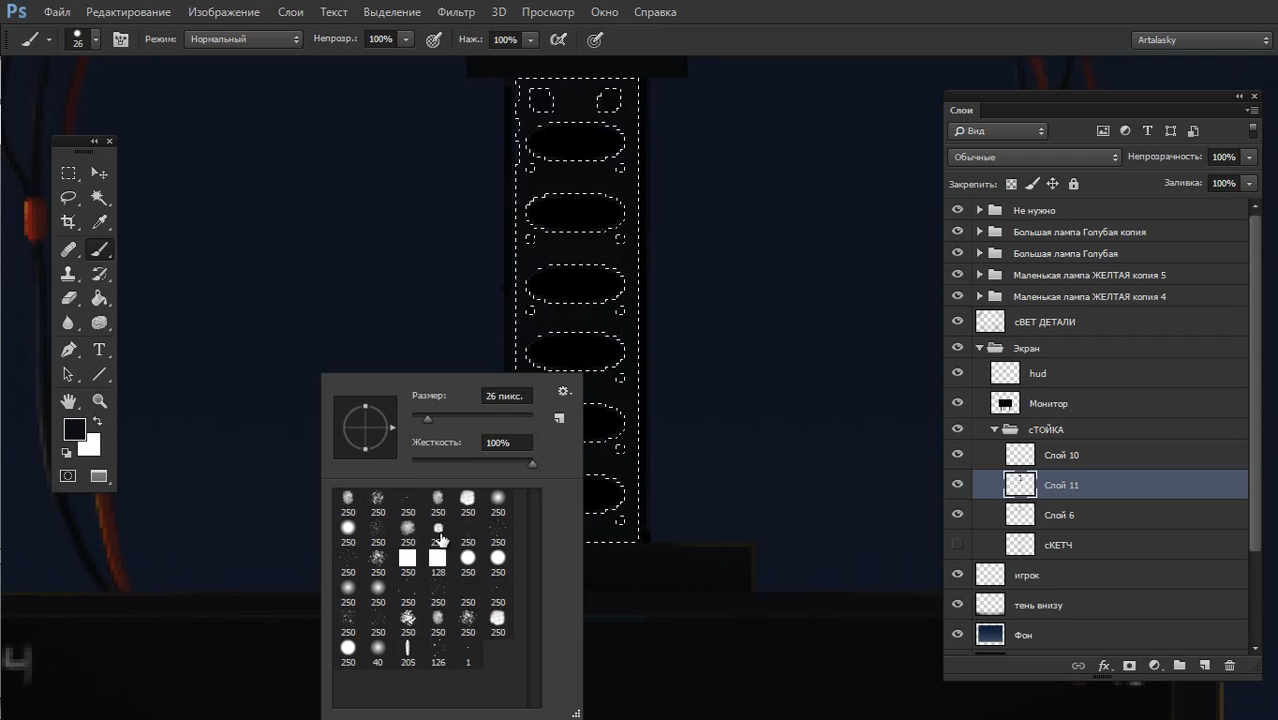 Ps Файл Изображение Слои Текст Выделение Фильтр 3D Просмотр Окно Справка
26 Режим: Нормальный Непрозр.: 100% Наж.: 100% Artalasky
Слои
Вид
Обычные Непрозрачность: 100%
Закрепить: Заливка: 100%
Не нужно
Большая лампа Голубая копия
Большая лампа Голубая
Маленькая лампа ЖЕЛТАЯ копия 5
Маленькая лампа ЖЕЛТАЯ копия 4
сВЕТ ДЕТАЛИ
Экран
hud
Монитор
сТОЙКА
Слой 10
Слой 11
Слой 6
сКЕТЧ
игрок
тень внизу
Фон
fx
T
Размер: 26 пикс.
Жесткость: 100%
250 250 250 250 250 250
250 250 250 250 250
250 250 250 128 250 250
250 250 250 250 250 250
250 250 250 250 250 250
250 40 205 126 1
4